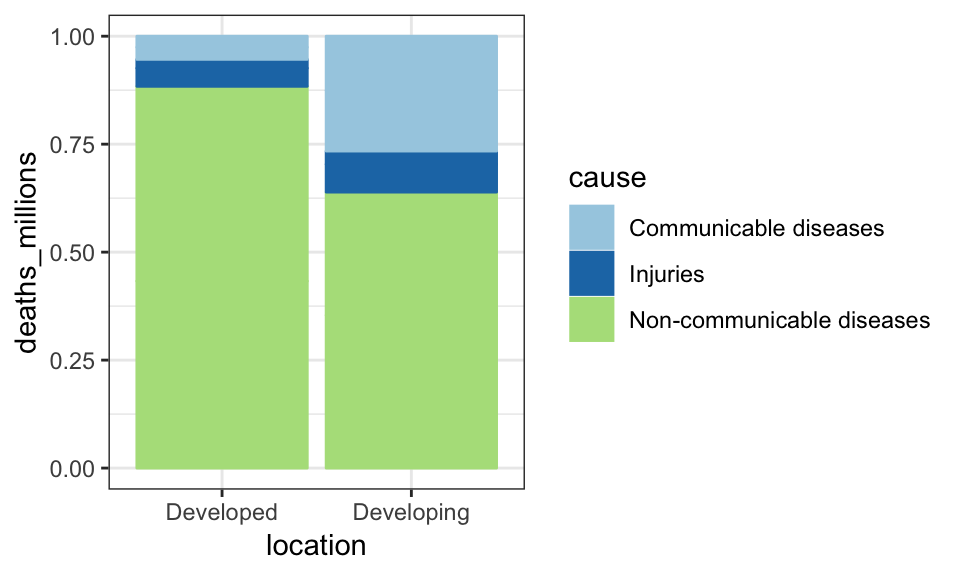 1.00
0.75
0.50
0.25
0.00
deaths_millions
Developed Developing
location
cause
Communicable diseases
Injuries
Non-communicable diseases